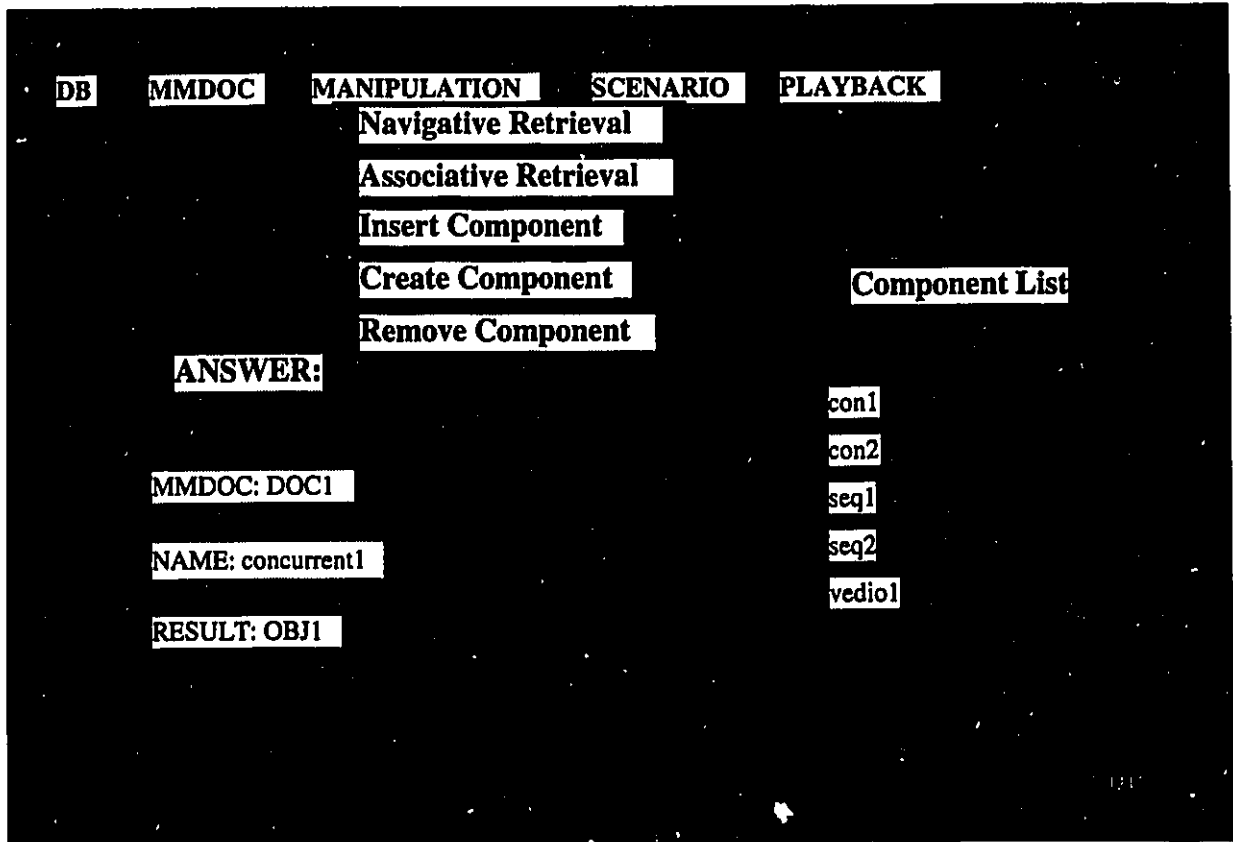 DB MMDOC MANIPULATION SCENARIO PLAYBACK
Navigative Retrieval
Associative Retrieval
Insert Component
Create Component
Remove Component
ANSWER:
MMDOC: DOC1
NAME: concurrent1
RESULT: OBJ1
Component List
con1
con2
seq1
seq2
vedio1